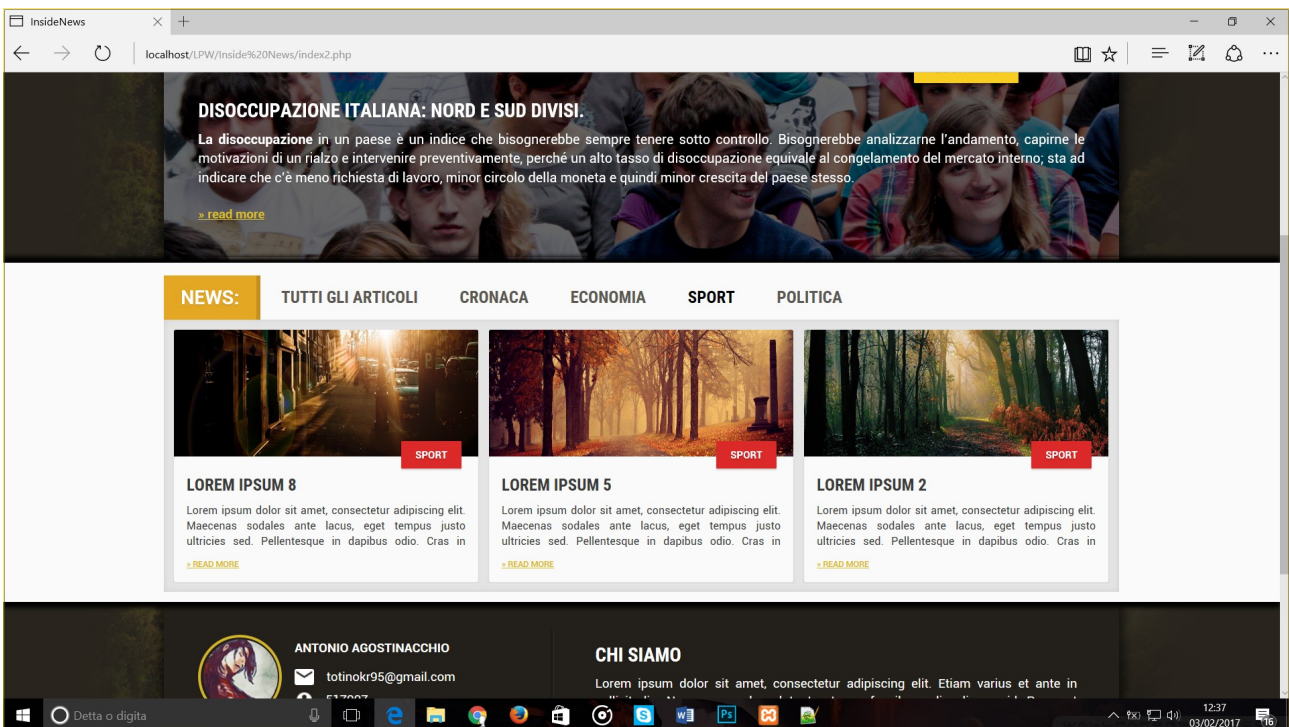 InsideNews
localhost/LPW/Inside%20News/index2.php
DISOCCUPAZIONE ITALIANA: NORD E SUD DIVISI.
La disoccupazione in un paese è un indice che bisognerebbe sempre tenere sotto controllo. Bisognerebbe analizzarne l'andamento, capirne le
motivazioni di un rialzo e intervenire preventivamente, perché un alto tasso di disoccupazione equivale al congelamento del mercato interno; sta ad
indicare che c'è meno richiesta di lavoro, minor circolo della moneta e quindi minor crescita del paese stesso.
» read more
NEWS: TUTTI GLI ARTICOLI CRONACA ECONOMIA SPORT POLITICA
SPORT
LOREM IPSUM 8
Lorem ipsum dolor sit amet, consectetur adipiscing elit.
Maecenas sodales ante lacus, eget tempus justo
ultricies sed. Pellentesque in dapibus odio. Cras in
» READ MORE
SPORT
LOREM IPSUM 5
Lorem ipsum dolor sit amet, consectetur adipiscing elit.
Maecenas sodales ante lacus, eget tempus justo
ultricies sed. Pellentesque in dapibus odio. Cras in
» READ MORE
SPORT
LOREM IPSUM 2
Lorem ipsum dolor sit amet, consectetur adipiscing elit.
Maecenas sodales ante lacus, eget tempus justo
ultricies sed. Pellentesque in dapibus odio. Cras in
» READ MORE
ANTONIO AGOSTINACCHIO
totinokr95@gmail.com
CHI SIAMO
Lorem ipsum dolor sit amet, consectetur adipiscing elit. Etiam varius et ante in
Detta o digita
12:37
03/02/2017
16